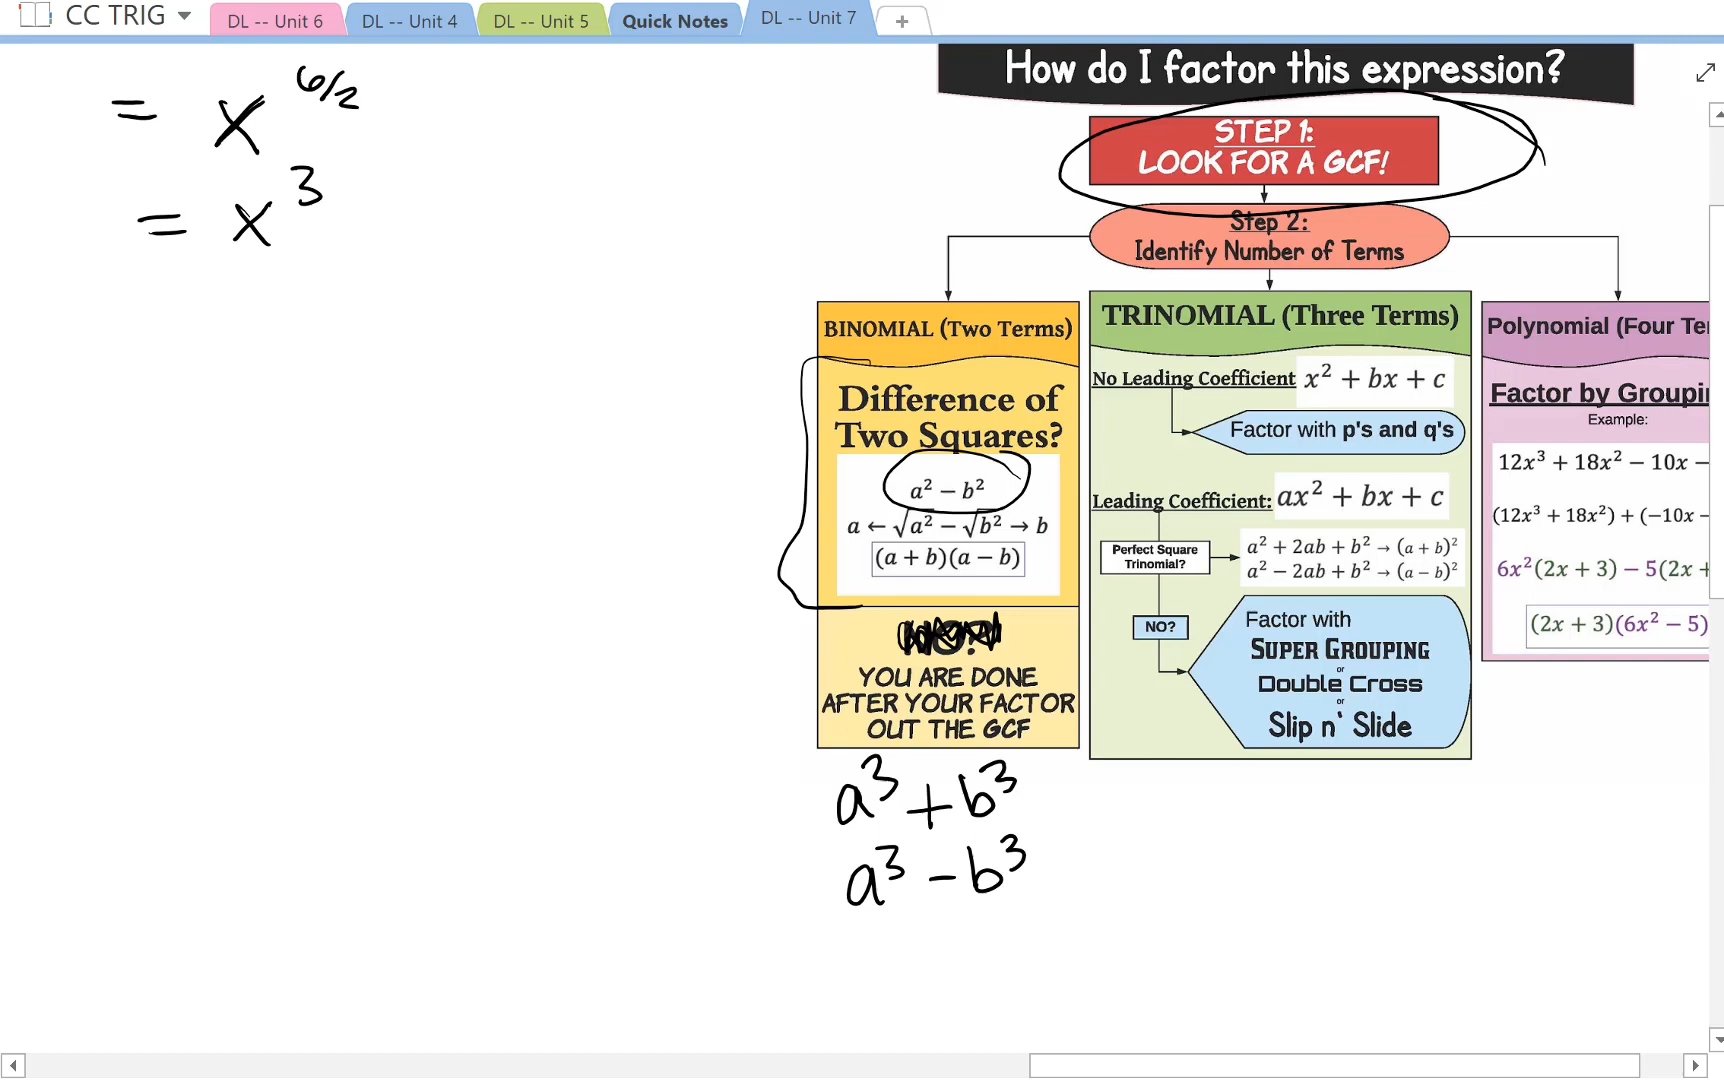 CC TRIG
DL -- Unit 6
DL -- Unit 4
DL -- Unit 5
Quick Notes
DL -- Unit 7
+
= x^6/2
= x^3
How do I factor this expression?
STEP 1:
LOOK FOR A GCF!
Step 2:
Identify Number of Terms
BINOMIAL (Two Terms)
Difference of
Two Squares?
a² − b²
a ← √a² − √b² → b
(a + b)(a − b)
YOU ARE DONE
AFTER YOUR FACTOR
OUT THE GCF
a³ + b³
a³ − b³
TRINOMIAL (Three Terms)
No Leading Coefficient x² + bx + c
Factor with p's and q's
Leading Coefficient: ax² + bx + c
Perfect Square
Trinomial?
a² + 2ab + b² → (a + b)²
a² − 2ab + b² → (a − b)²
NO?
Factor with
SUPER GROUPING
or
Double Cross
or
Slip n' Slide
Polynomial (Four Te
Factor by Groupi
Example:
12x³ + 18x² − 10x −
(12x³ + 18x²) + (−10x −
6x²(2x + 3) − 5(2x +
(2x + 3)(6x² − 5)